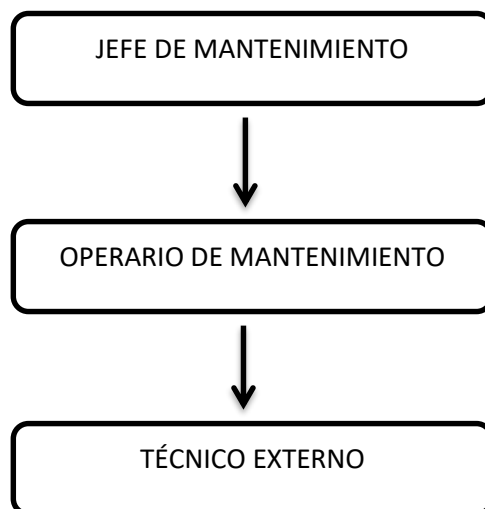 JEFE DE MANTENIMIENTO
OPERARIO DE MANTENIMIENTO
TÉCNICO EXTERNO